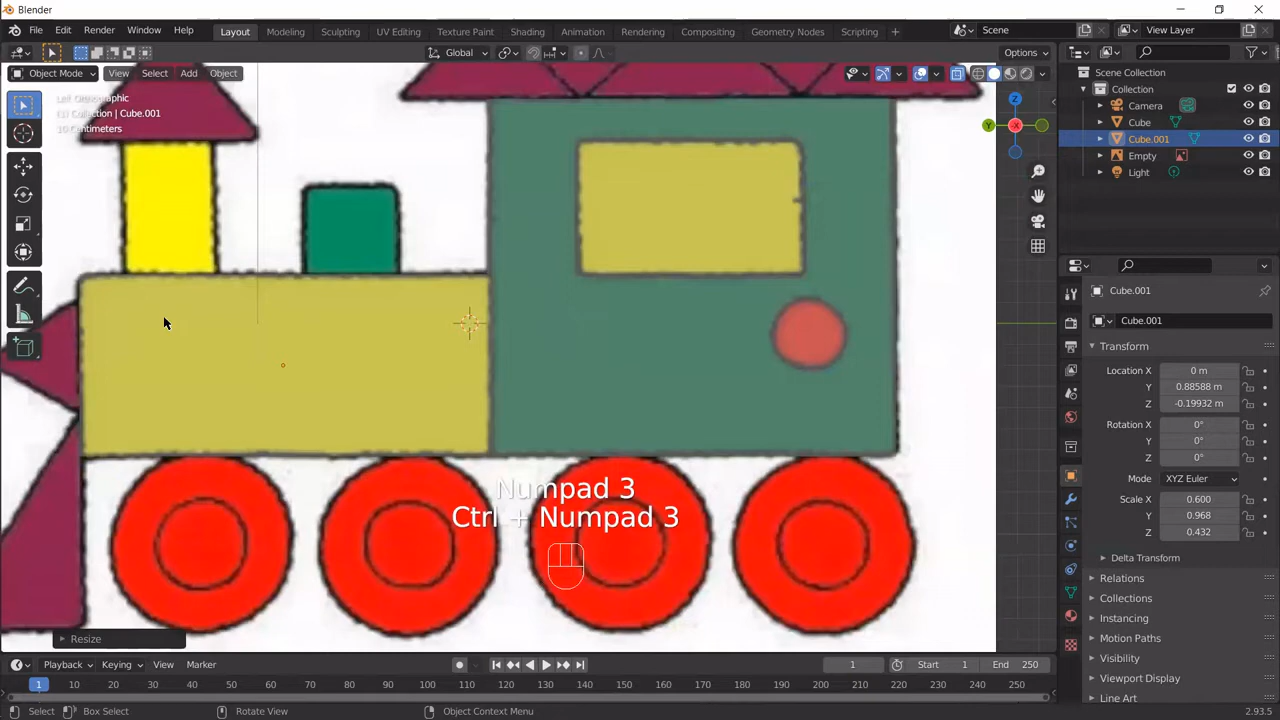 Blender
File Edit Render Window Help Layout Modeling Sculpting UV Editing Texture Paint Shading Animation Rendering Compositing Geometry Nodes Scripting + Scene View Layer
Global Options
Object Mode View Select Add Object
Left Orthographic
(1) Collection | Cube.001
10 Centimeters
Z
Y
X
Numpad 3
Ctrl + Numpad 3
Resize
Scene Collection
Collection
Camera
Cube
Cube.001
Empty
Light
Cube.001
Cube.001
Transform
Location X 0 m
Y 0.88588 m
Z -0.19932 m
Rotation X 0°
Y 0°
Z 0°
Mode XYZ Euler
Scale X 0.600
Y 0.968
Z 0.432
Delta Transform
Relations
Collections
Instancing
Motion Paths
Visibility
Viewport Display
Line Art
Playback Keying View Marker 1 Start 1 End 250
1 10 20 30 40 50 60 70 80 90 100 110 120 130 140 150 160 170 180 190 200 210 220 230 240 250
Select Box Select Rotate View Object Context Menu 2.93.5